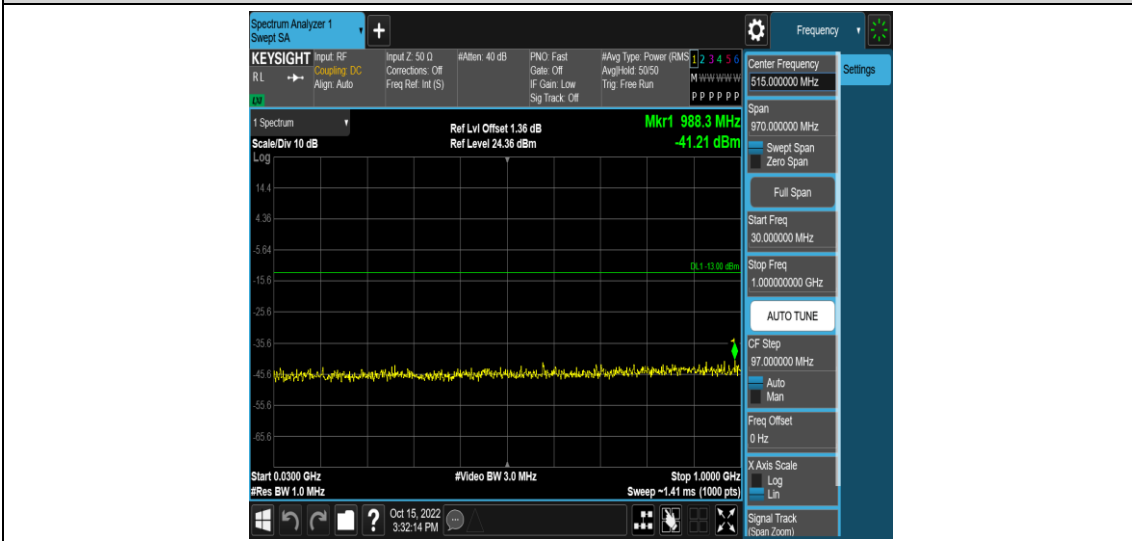 Spectrum Analyzer 1
Swept SA
+
Frequency
KEYSIGHT
RL
LXI
Input: RF
Coupling: DC
Align: Auto
Input Z: 50 Ω
Corrections: Off
Freq Ref: Int (S)
#Atten: 40 dB
PNO: Fast
Gate: Off
IF Gain: Low
Sig Track: Off
#Avg Type: Power (RMS
Avg|Hold: 50/50
Trig: Free Run
1 2 3 4 5 6
M W W W W W
P P P P P P
1 Spectrum
Scale/Div 10 dB
Log
Ref Lvl Offset 1.36 dB
Ref Level 24.36 dBm
Mkr1 988.3 MHz
-41.21 dBm
14.4
4.36
-5.64
DL1 -13.00 dBm
-15.6
-25.6
-35.6
1
-45.6
-55.6
-65.6
Start 0.0300 GHz
#Res BW 1.0 MHz
#Video BW 3.0 MHz
Stop 1.0000 GHz
Sweep ~1.41 ms (1000 pts)
?
Oct 15, 2022
3:32:14 PM
Center Frequency
515.000000 MHz
Settings
Span
970.000000 MHz
Swept Span
Zero Span
Full Span
Start Freq
30.000000 MHz
Stop Freq
1.000000000 GHz
AUTO TUNE
CF Step
97.000000 MHz
Auto
Man
Freq Offset
0 Hz
X Axis Scale
Log
Lin
Signal Track
(Span Zoom)